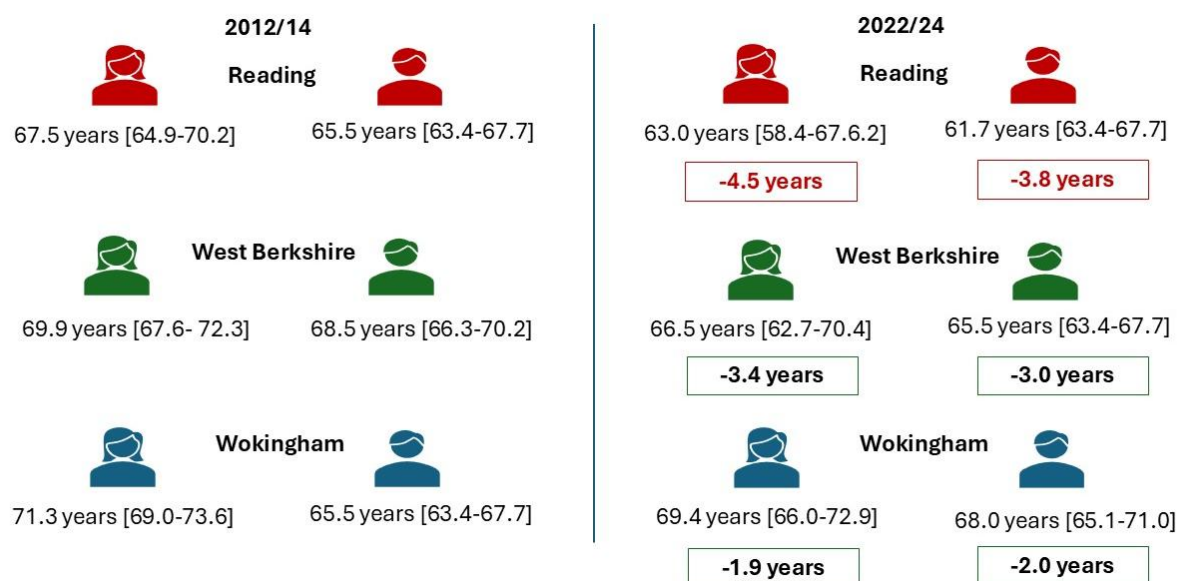 2012/14
Reading
67.5 years [64.9-70.2]
65.5 years [63.4-67.7]
West Berkshire
69.9 years [67.6- 72.3]
68.5 years [66.3-70.2]
Wokingham
71.3 years [69.0-73.6]
65.5 years [63.4-67.7]
2022/24
Reading
63.0 years [58.4-67.6.2]
61.7 years [63.4-67.7]
-4.5 years
-3.8 years
West Berkshire
66.5 years [62.7-70.4]
65.5 years [63.4-67.7]
-3.4 years
-3.0 years
Wokingham
69.4 years [66.0-72.9]
68.0 years [65.1-71.0]
-1.9 years
-2.0 years